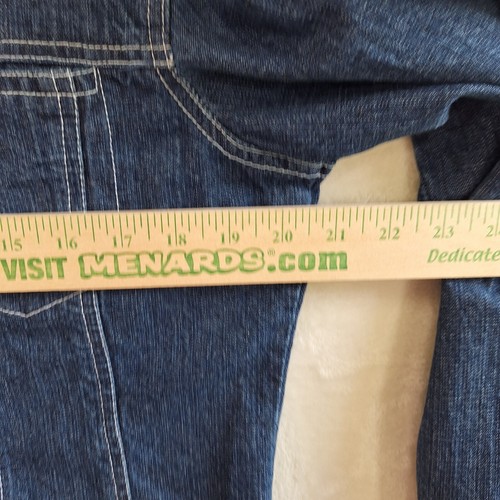 15 16 17 18 19 20 21 22 23
VISIT MENARDS®.com Dedicate